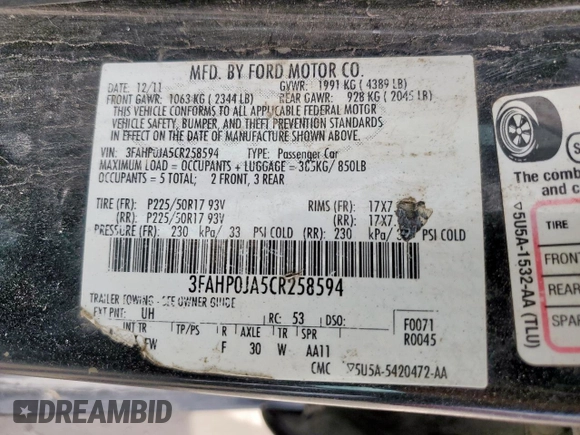 MFD. BY FORD MOTOR CO.
DATE: 12/11 GVWR: 1991 KG ( 4389 LB)
FRONT GAWR: 1063 KG ( 2344 LB) REAR GAWR: 928 KG ( 2045 LB)
THIS VEHICLE CONFORMS TO ALL APPLICABLE FEDERAL MOTOR
VEHICLE SAFETY, BUMPER, AND THEFT PREVENTION STANDARDS
IN EFFECT ON THE DATE OF MANUFACTURE SHOWN ABOVE.
VIN: 3FAHP0JA5CR258594 TYPE: Passenger Car
MAXIMUM LOAD = OCCUPANTS + LUGGAGE = 385KG/ 850LB
OCCUPANTS = 5 TOTAL; 2 FRONT, 3 REAR
TIRE (FR): P225/50R17 93V RIMS (FR): 17X7
(RR): P225/50R17 93V (RR): 17X7
PRESSURE (FR): 230 kPa/ 33 PSI COLD (RR): 230 kPa/ PSI COLD
3FAHP0JA5CR258594
TRAILER TOWING - SEE OWNER GUIDE
EXT PNT: UH RC: 53 DSO: F0071
INT TR TP/PS R AXLE TR SPR R0045
FW F 30 W AA11
CMC 5U5A-5420472-AA
5U5A-1532-AA (TLU)
The comb
and c
TIRE
FRONT
REAR
SPAR
DREAMBID